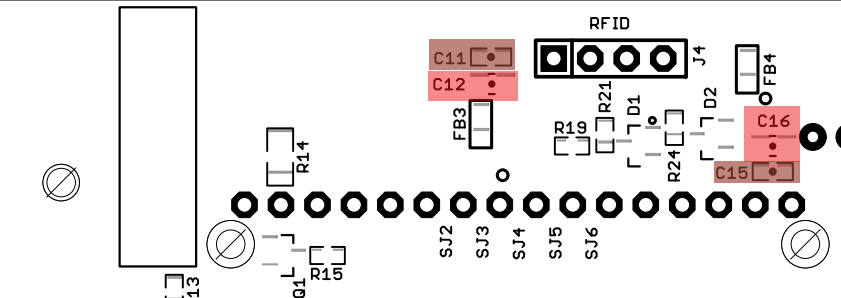 RFID
C11
J4
FB4
C12
R21
D1
D2
FB3
R19
C16
R14
R24
C15
SJ2
SJ3
SJ4
SJ5
SJ6
R15
13
Q1